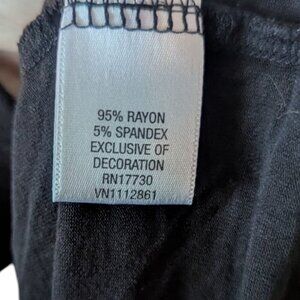 95% RAYON
5% SPANDEX
EXCLUSIVE OF
DECORATION
RN17730
VN1112861